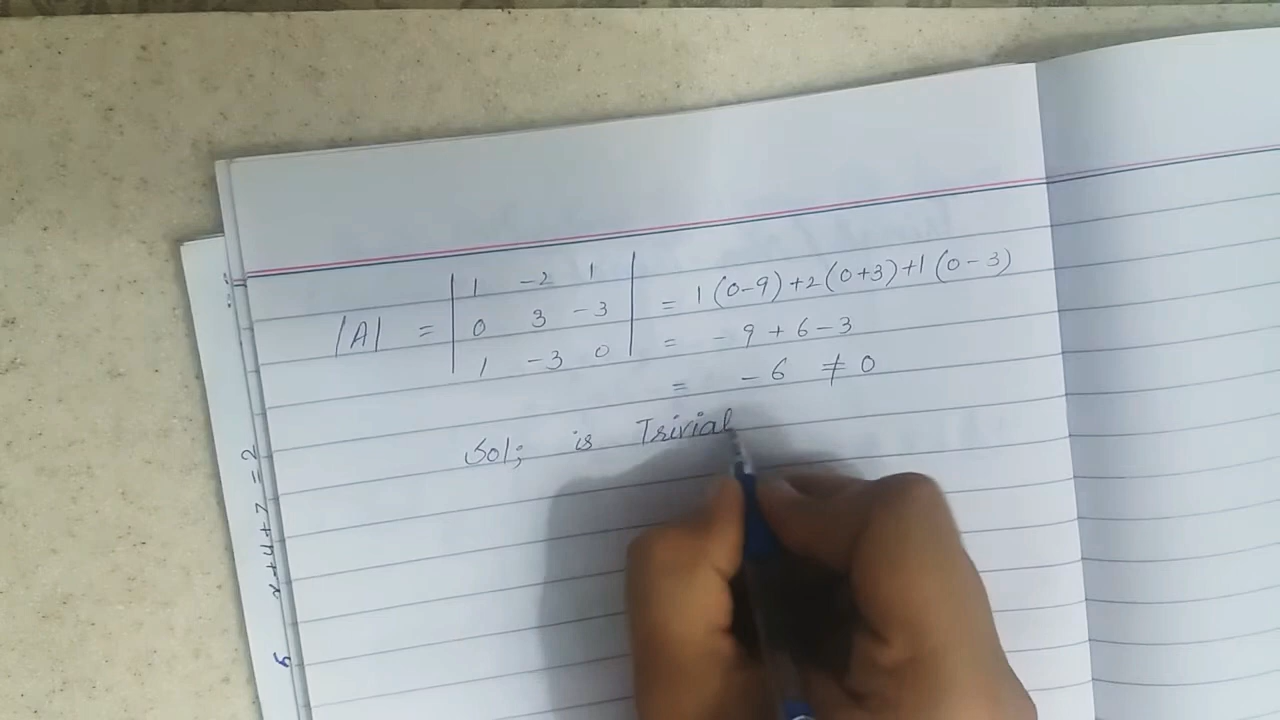 |A| = | 1 -2 1 | = 1(0-9)+2(0+3)+1(0-3)
| 0 3 -3 | = -9+6-3
| 1 -3 0 | = -6 ≠ 0
Sol; is Trivial